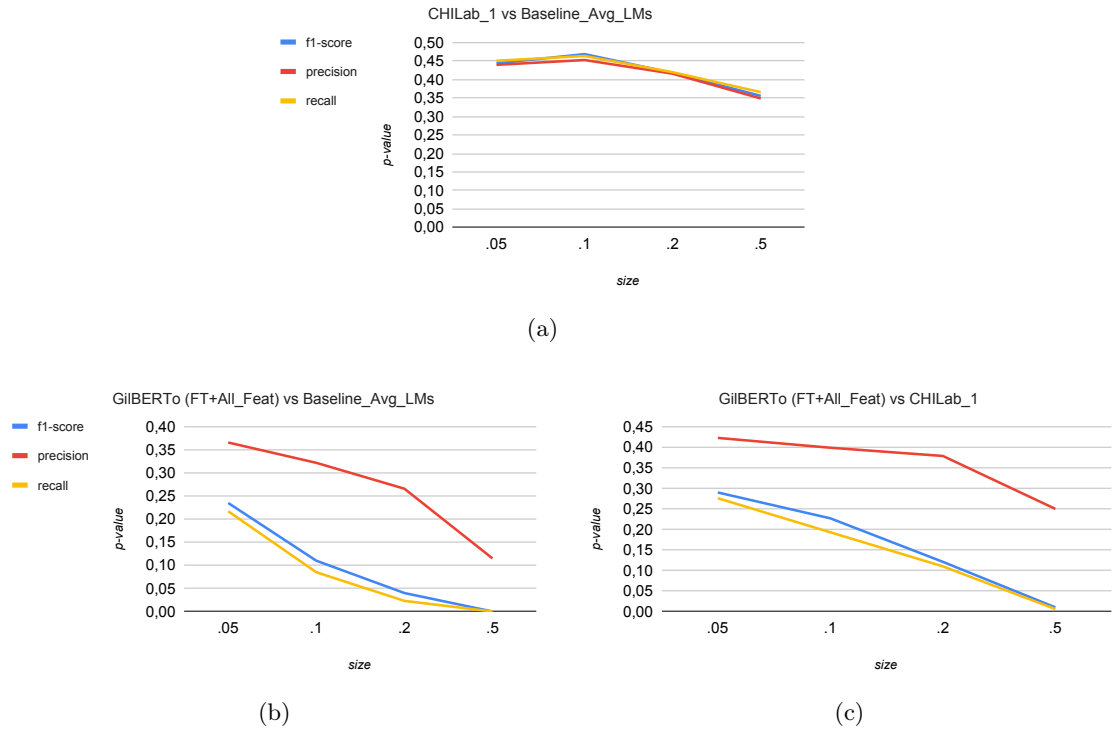 CHILab_1 vs Baseline_Avg_LMs
f1-score
precision
recall
0,50
0,45
0,40
0,35
0,30
0,25
0,20
0,15
0,10
0,05
0,00
p-value
.05 .1 .2 .5
size
(a)
GilBERTo (FT+All_Feat) vs Baseline_Avg_LMs
f1-score
precision
recall
0,40
0,35
0,30
0,25
0,20
0,15
0,10
0,05
0,00
p-value
.05 .1 .2 .5
size
(b)
GilBERTo (FT+All_Feat) vs CHILab_1
0,45
0,40
0,35
0,30
0,25
0,20
0,15
0,10
0,05
0,00
p-value
.05 .1 .2 .5
size
(c)